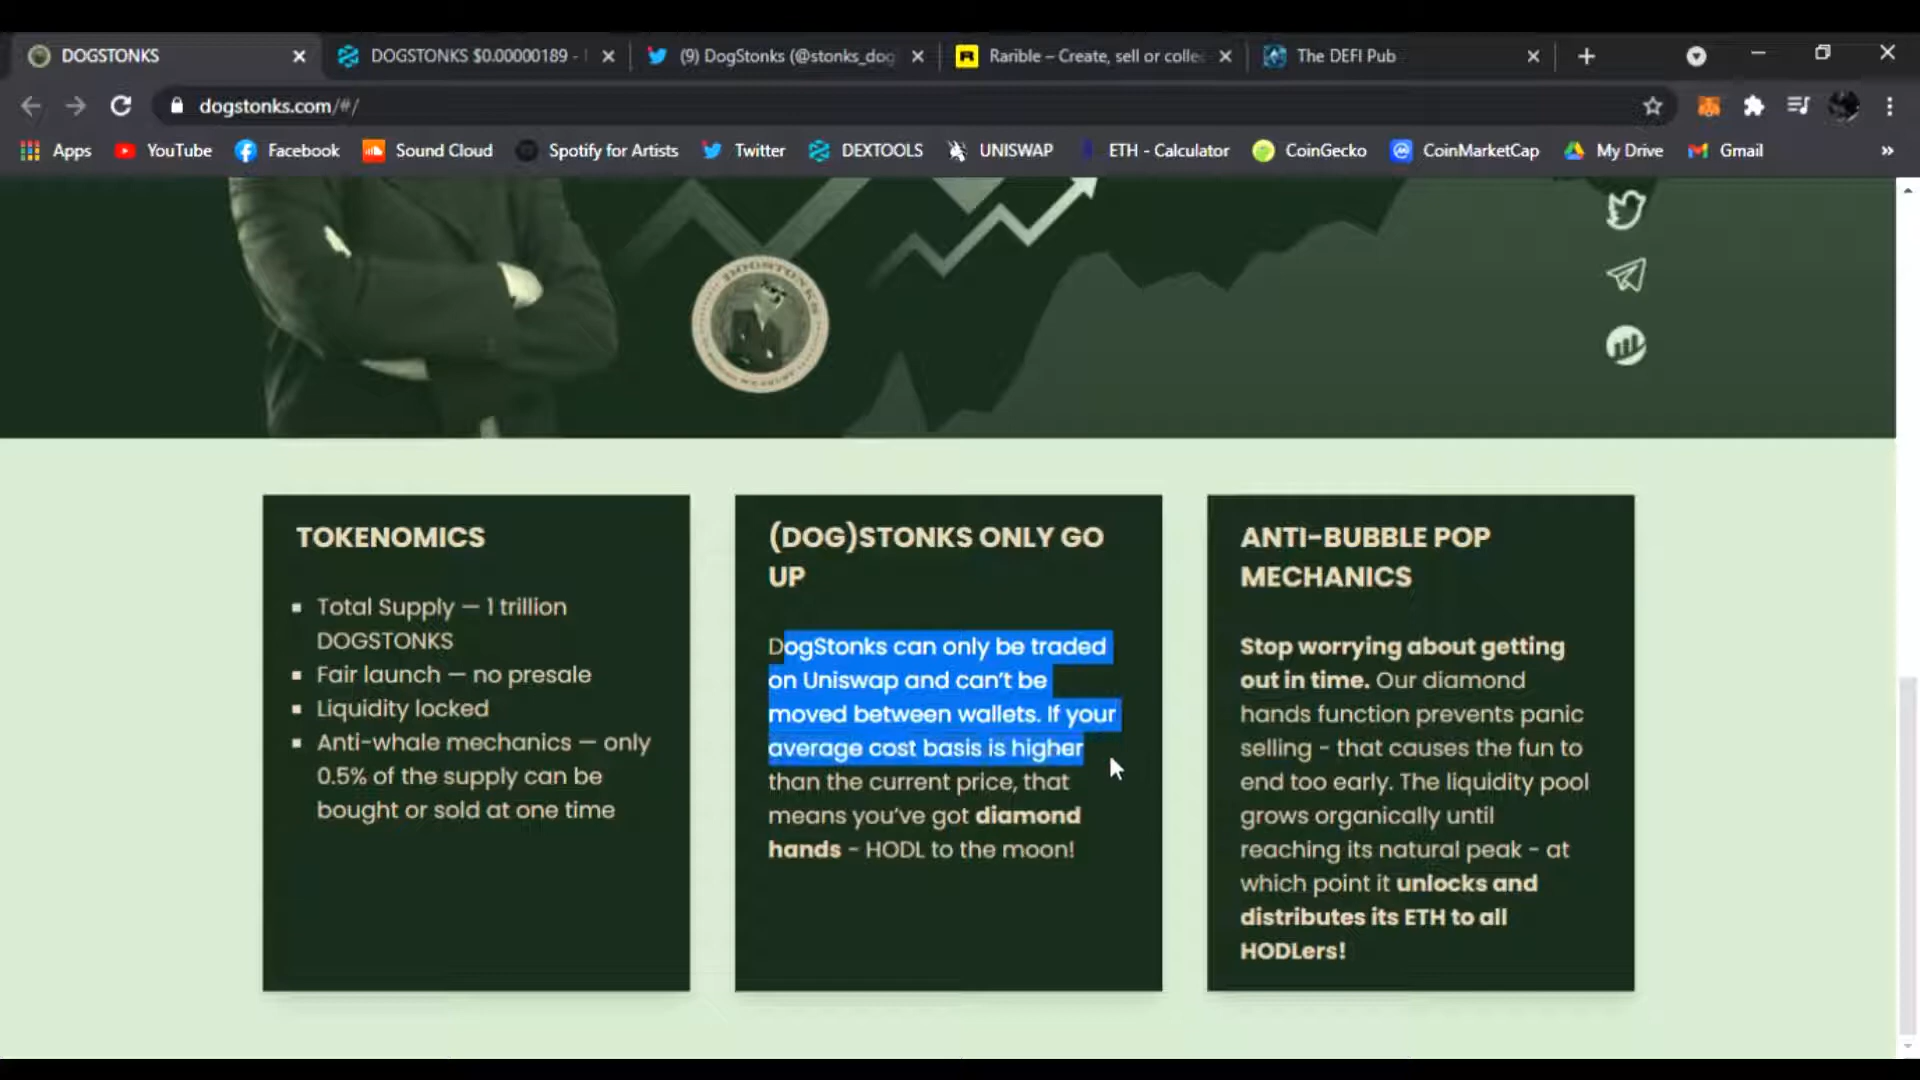 DOGSTONKS
DOGSTONKS $0.00000189 -
(9) DogStonks (@stonks_dog
Rarible – Create, sell or colle
The DEFI Pub
dogstonks.com/#/
Apps
YouTube
Facebook
Sound Cloud
Spotify for Artists
Twitter
DEXTOOLS
UNISWAP
ETH - Calculator
CoinGecko
CoinMarketCap
My Drive
Gmail
DOGSTONKS
TOKENOMICS
Total Supply — 1 trillion
DOGSTONKS
Fair launch — no presale
Liquidity locked
Anti-whale mechanics — only
0.5% of the supply can be
bought or sold at one time
(DOG)STONKS ONLY GO
UP
DogStonks can only be traded
on Uniswap and can’t be
moved between wallets. If your
average cost basis is higher
than the current price, that
means you’ve got diamond
hands - HODL to the moon!
ANTI-BUBBLE POP
MECHANICS
Stop worrying about getting
out in time. Our diamond
hands function prevents panic
selling - that causes the fun to
end too early. The liquidity pool
grows organically until
reaching its natural peak - at
which point it unlocks and
distributes its ETH to all
HODLers!